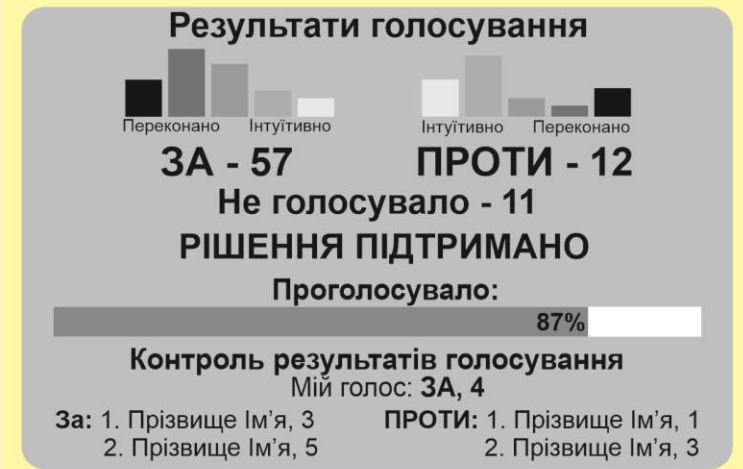 Результати голосування
Переконано Інтуїтивно
Інтуїтивно Переконано
ЗА - 57
ПРОТИ - 12
Не голосувало - 11
РІШЕННЯ ПІДТРИМАНО
Проголосувало:
87%
Контроль результатів голосування
Мій голос: ЗА, 4
За: 1. Прізвище Ім’я, 3
2. Прізвище Ім’я, 5
ПРОТИ: 1. Прізвище Ім’я, 1
2. Прізвище Ім’я, 3